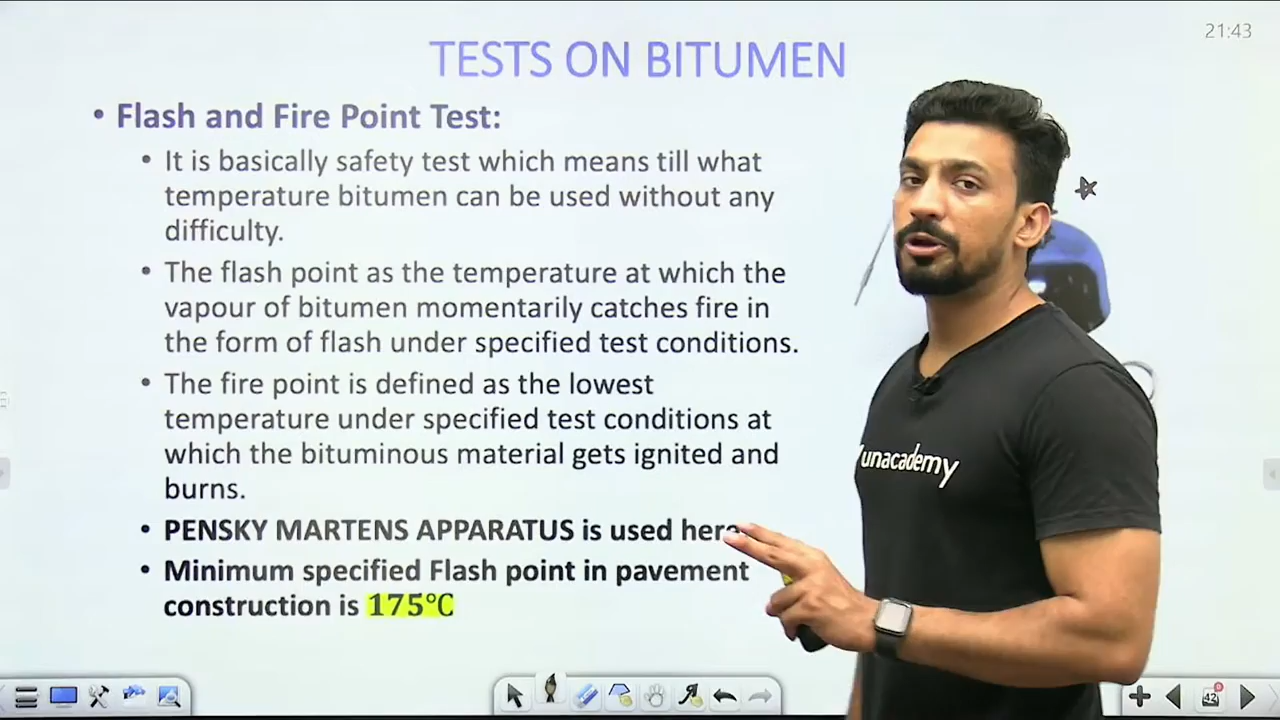 21:43
TESTS ON BITUMEN
• Flash and Fire Point Test:
• It is basically safety test which means till what
temperature bitumen can be used without any
difficulty.
• The flash point as the temperature at which the
vapour of bitumen momentarily catches fire in
the form of flash under specified test conditions.
• The fire point is defined as the lowest
temperature under specified test conditions at
which the bituminous material gets ignited and
burns.
• PENSKY MARTENS APPARATUS is used here
• Minimum specified Flash point in pavement
construction is 175°C
unacademy
42